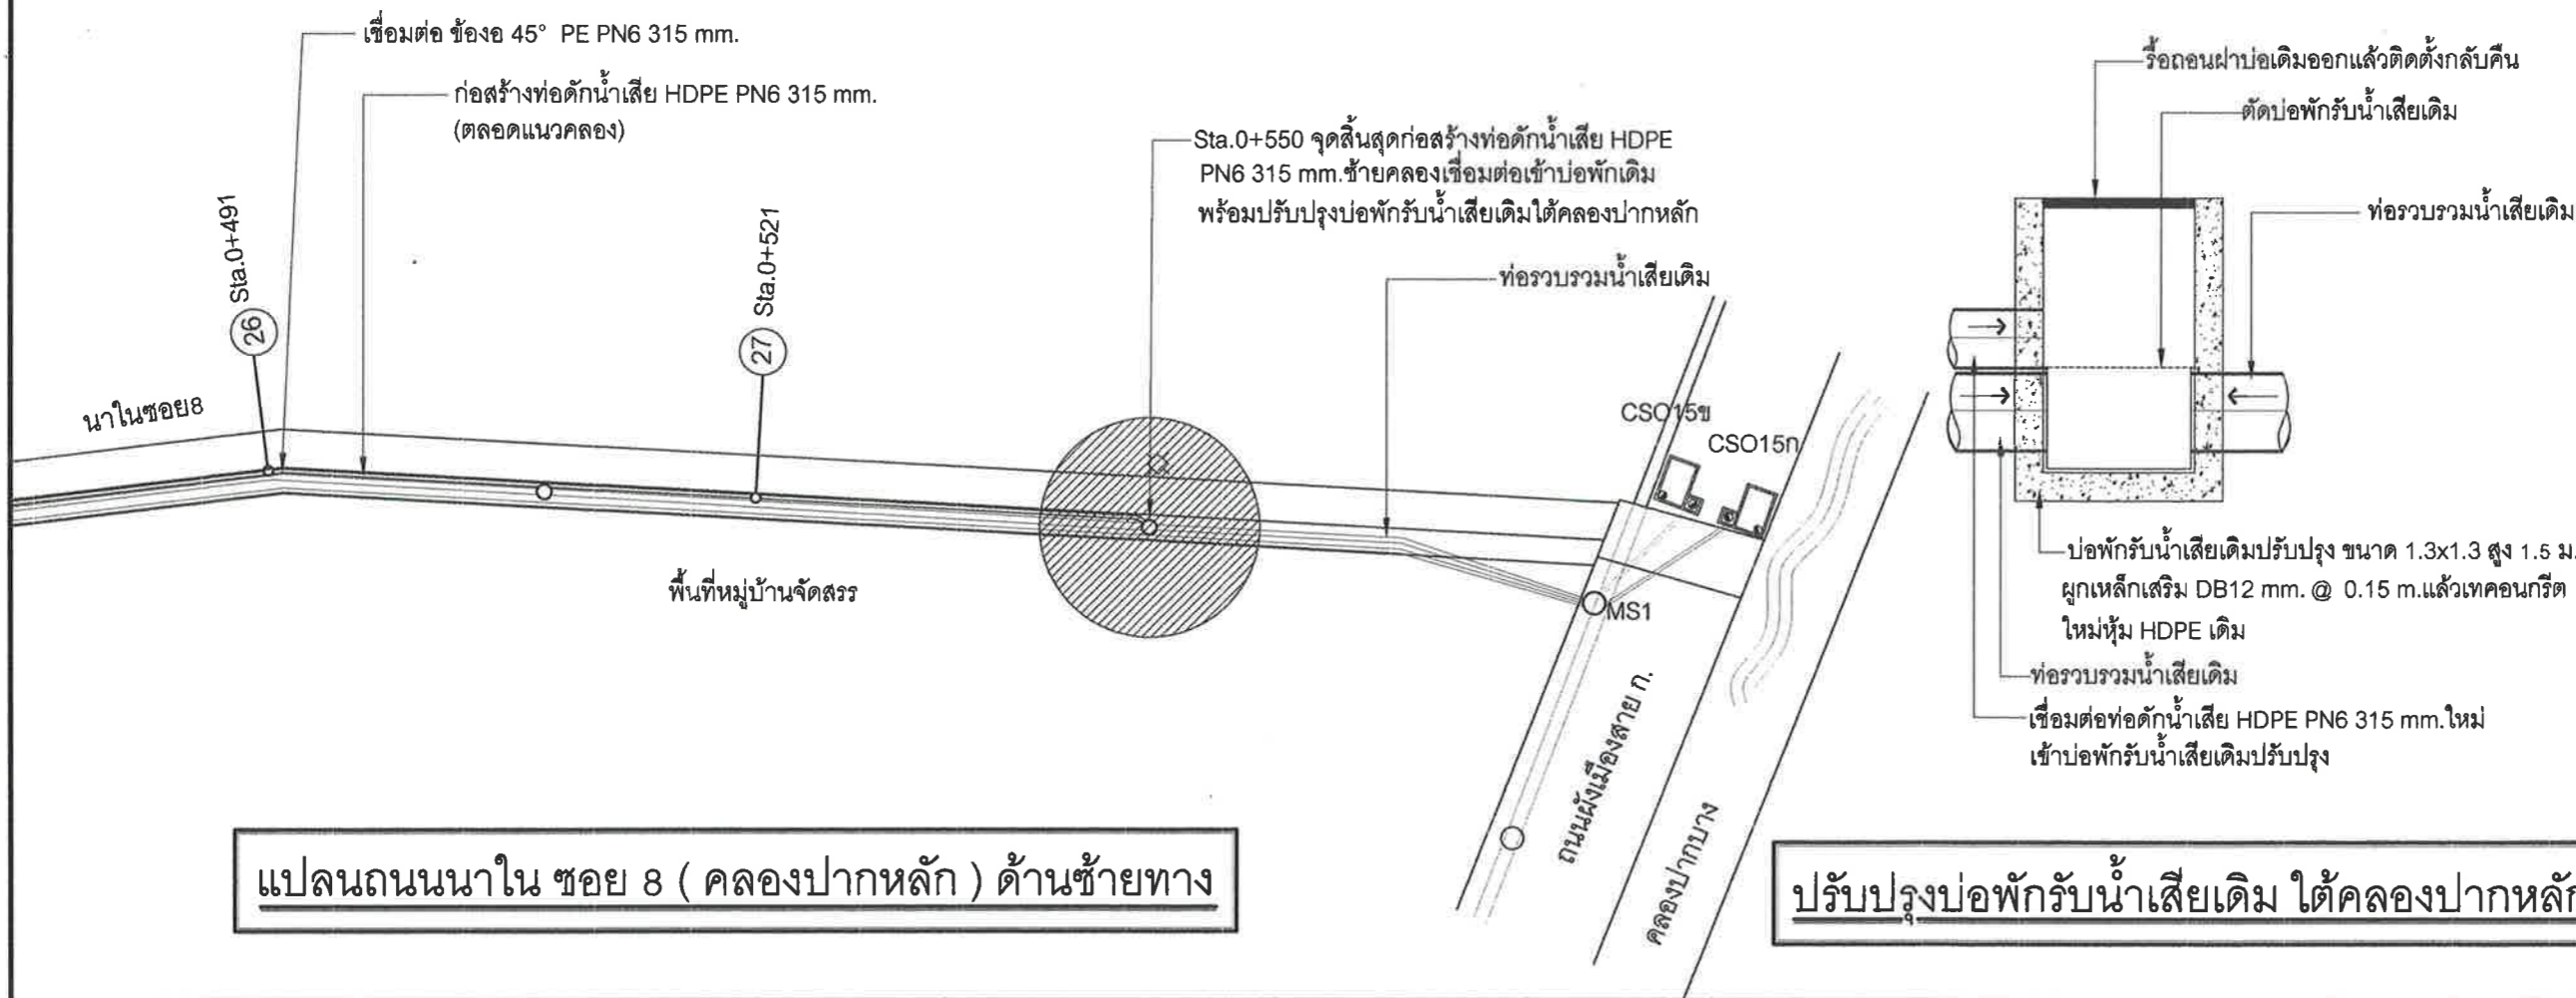 เชื่อมต่อ ข้องอ 45° PE PN6 315 mm.
ก่อสร้างท่อดักน้ำเสีย HDPE PN6 315 mm.
(ตลอดแนวคลอง)
Sta.0+550 จุดสิ้นสุดก่อสร้างท่อดักน้ำเสีย HDPE
PN6 315 mm.ซ้ายคลองเชื่อมต่อเข้าบ่อพักเดิม
พร้อมปรับปรุงบ่อพักรับน้ำเสียเดิมใต้คลองปากหลัก
ท่อรวบรวมน้ำเสียเดิม
Sta.0+491
26
Sta.0+521
27
นาในซอย8
พื้นที่หมู่บ้านจัดสรร
CSO15ข
CSO15ก
MS1
ถนนผังเมืองสาย ก.
คลองปากบาง
แปลนถนนนาใน ซอย 8 ( คลองปากหลัก ) ด้านซ้ายทาง
รื้อถอนฝาบ่อเดิมออกแล้วติดตั้งกลับคืน
ตัดบ่อพักรับน้ำเสียเดิม
ท่อรวบรวมน้ำเสียเดิม
บ่อพักรับน้ำเสียเดิมปรับปรุง ขนาด 1.3x1.3 สูง 1.5 ม.
ผูกเหล็กเสริม DB12 mm. @ 0.15 m.แล้วเทคอนกรีต
ใหม่หุ้ม HDPE เดิม
ท่อรวบรวมน้ำเสียเดิม
เชื่อมต่อท่อดักน้ำเสีย HDPE PN6 315 mm.ใหม่
เข้าบ่อพักรับน้ำเสียเดิมปรับปรุง
ปรับปรุงบ่อพักรับน้ำเสียเดิม ใต้คลองปากหลัก